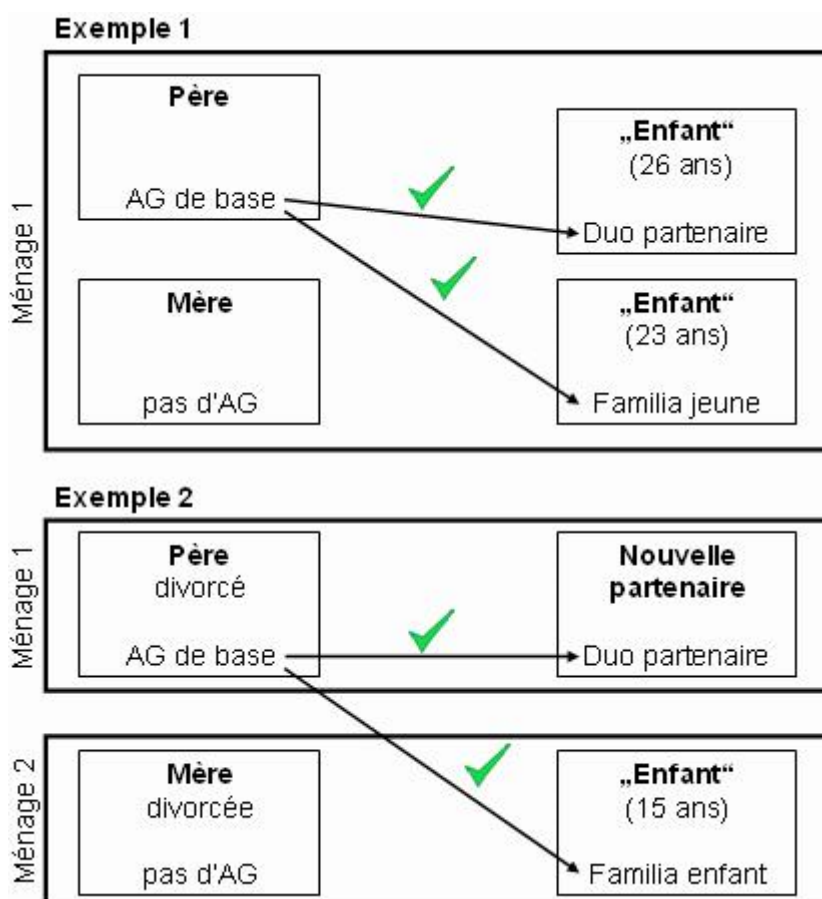 Exemple 1
Ménage 1
Père
AG de base
„Enfant“
(26 ans)
Duo partenaire
Mère
pas d'AG
„Enfant“
(23 ans)
Familia jeune
Exemple 2
Ménage 1
Père
divorcé
AG de base
Nouvelle
partenaire
Duo partenaire
Ménage 2
Mère
divorcée
pas d'AG
„Enfant“
(15 ans)
Familia enfant